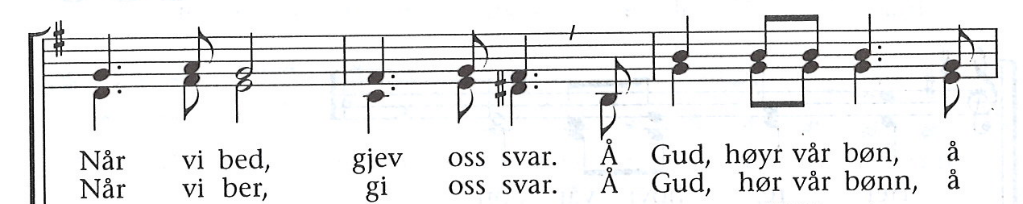 Når vi bed, gjev oss svar. Å Gud, høyr vår bøn, å
Når vi ber, gi oss svar. Å Gud, hør vår bønn, å